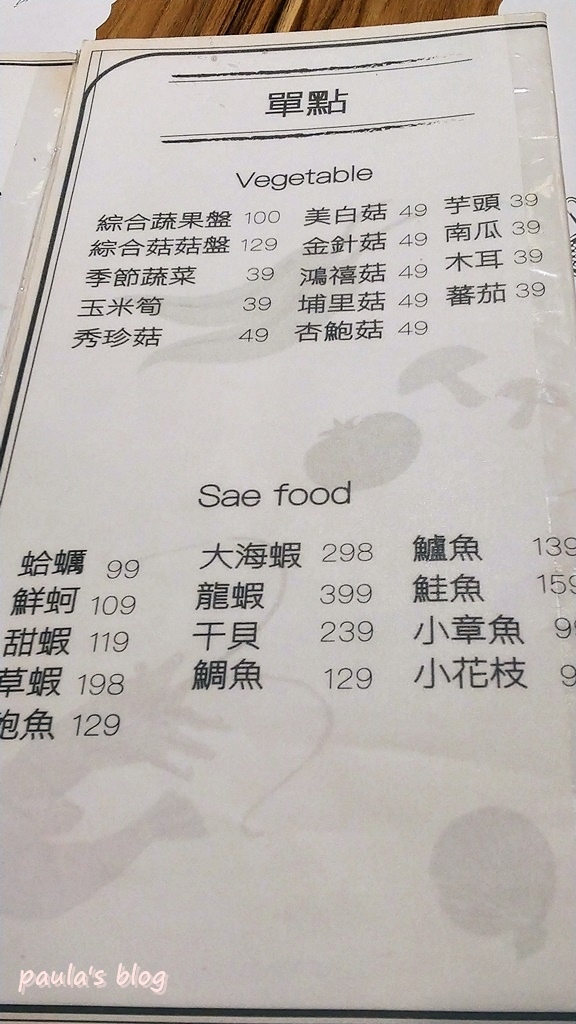 單點
Vegetable
綜合蔬果盤 100 美白菇 49 芋頭 39
綜合菇菇盤 129 金針菇 49 南瓜 39
季節蔬菜 39 鴻禧菇 49 木耳 39
玉米筍 39 埔里菇 49 蕃茄 39
秀珍菇 49 杏鮑菇 49
Sae food
蛤蠣 99 大海蝦 298 鱸魚 139
鮮蚵 109 龍蝦 399 鮭魚 159
甜蝦 119 干貝 239 小章魚
草蝦 198 鯛魚 129 小花枝
鮑魚 129
paula's blog